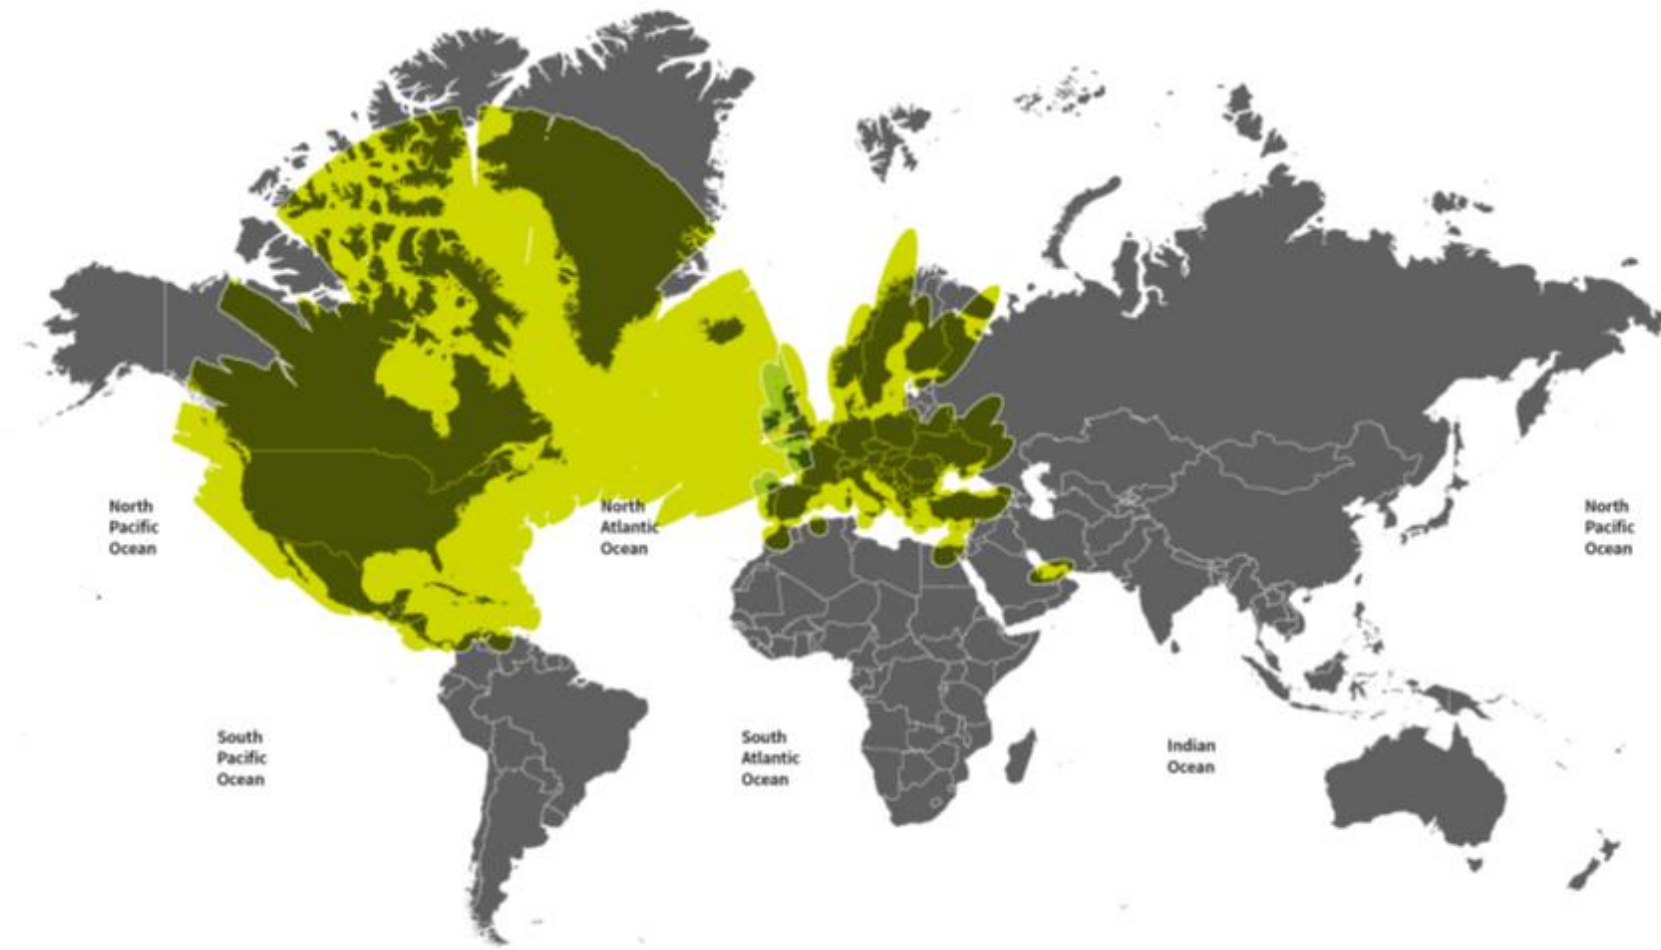 North
Pacific
Ocean
North
Atlantic
Ocean
North
Pacific
Ocean
South
Pacific
Ocean
South
Atlantic
Ocean
Indian
Ocean